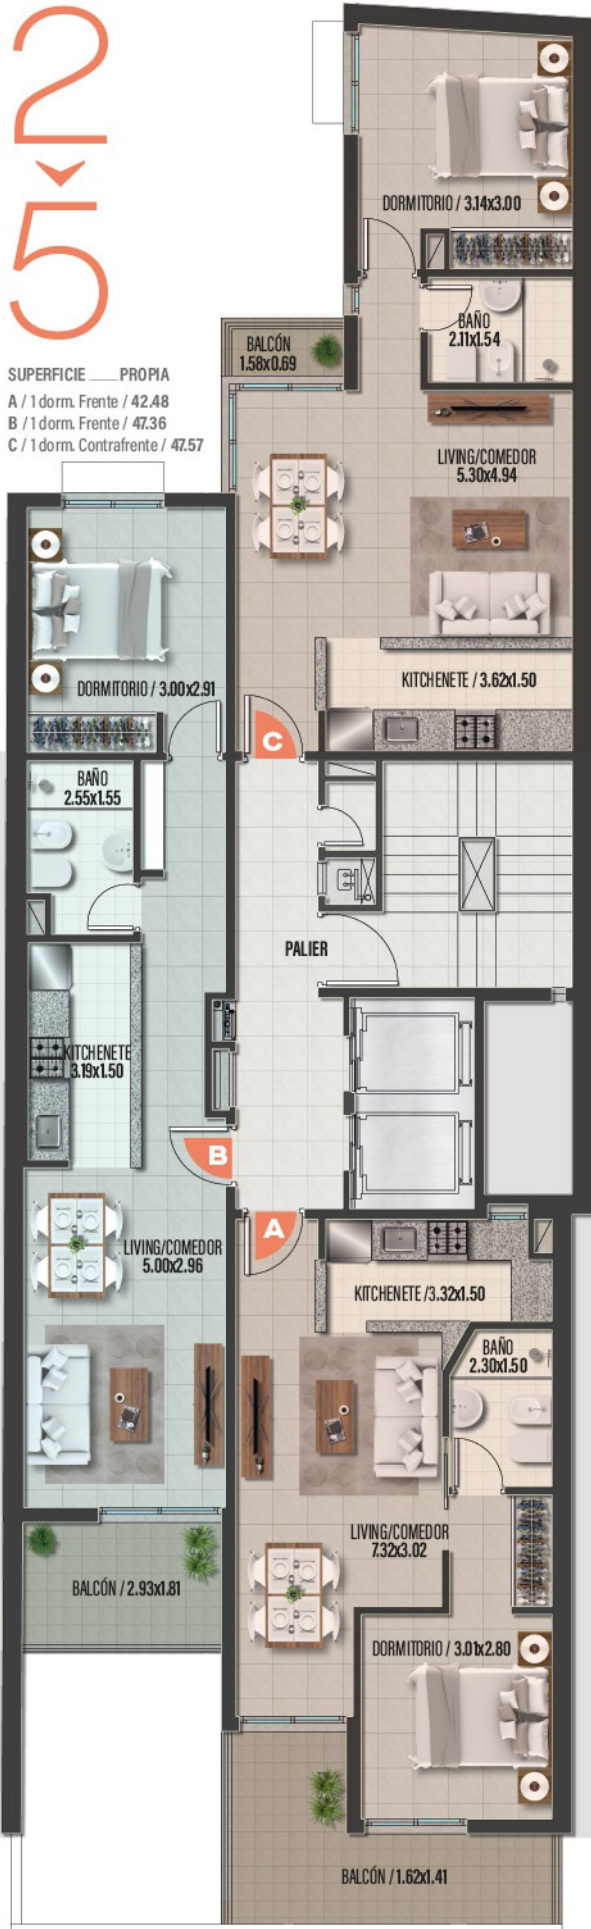 2
5
SUPERFICIE ___ PROPIA
A / 1 dorm. Frente / 42.48
B / 1 dorm. Frente / 47.36
C / 1 dorm. Contrafrente / 47.57
DORMITORIO / 3.14x3.00
BAÑO
2.11x1.54
BALCÓN
1.58x0.69
LIVING/COMEDOR
5.30x4.94
KITCHENETE / 3.62x1.50
DORMITORIO / 3.00x2.91
C
BAÑO
2.55x1.55
PALIER
KITCHENETE
3.19x1.50
B
A
LIVING/COMEDOR
5.00x2.96
KITCHENETE /3.32x1.50
BAÑO
2.30x1.50
LIVING/COMEDOR
7.32x3.02
BALCÓN / 2.93x1.81
DORMITORIO / 3.01x2.80
BALCÓN / 1.62x1.41